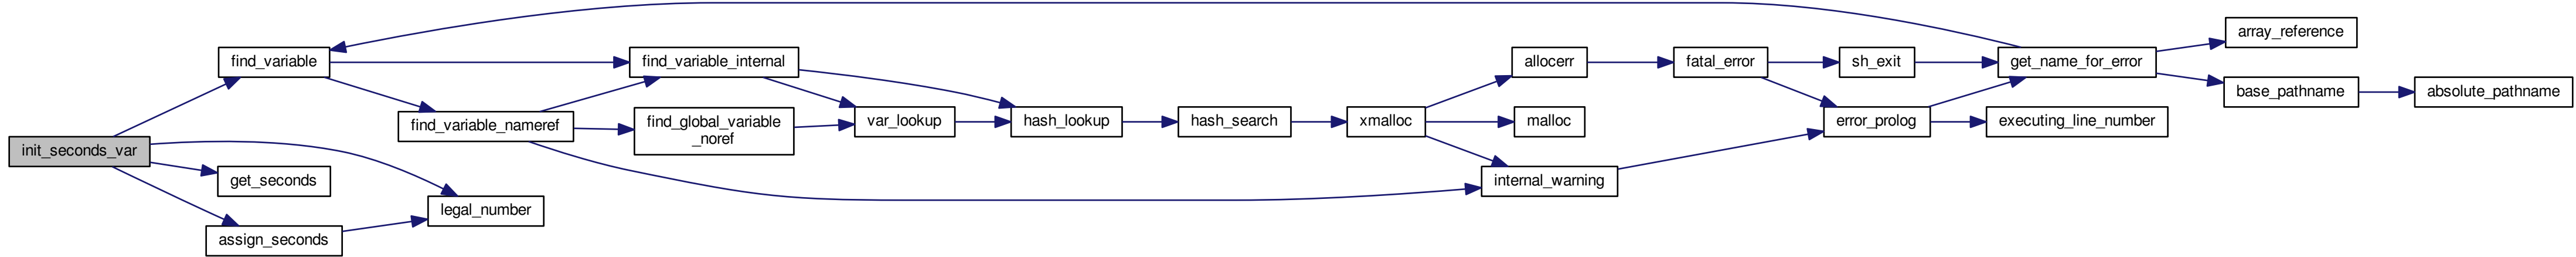 init_seconds_var
find_variable
get_seconds
assign_seconds
find_variable_nameref
legal_number
find_variable_internal
find_global_variable
_noref
var_lookup
hash_lookup
hash_search
xmalloc
allocerr
malloc
internal_warning
fatal_error
sh_exit
error_prolog
get_name_for_error
executing_line_number
array_reference
base_pathname
absolute_pathname